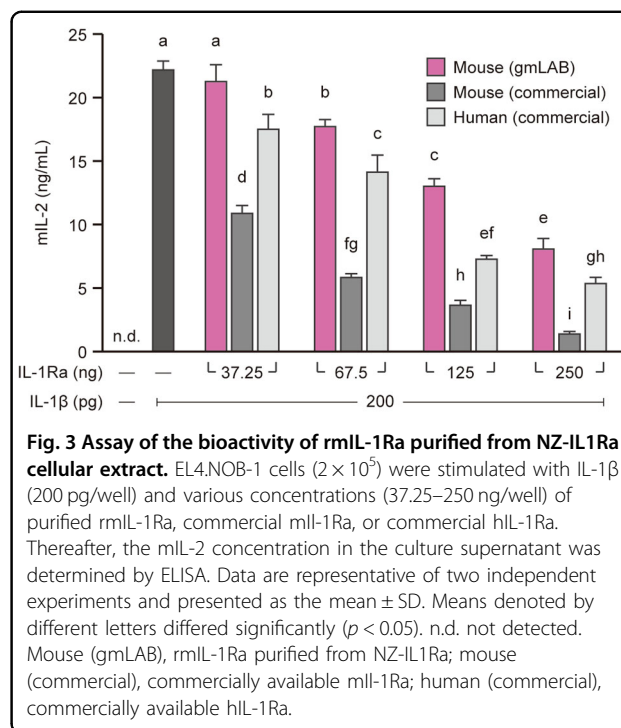 25
20
15
10
5
0
mIL-2 (ng/mL)
a
a
b
d
b
c
fg
c
ef
h
e
gh
i
n.d.
Mouse (gmLAB)
Mouse (commercial)
Human (commercial)
IL-1Ra (ng) — — 37.25 67.5 125 250
IL-1β (pg) — 200
Fig. 3 Assay of the bioactivity of rmIL-1Ra purified from NZ-IL1Ra
cellular extract. EL4.NOB-1 cells (2 × 10⁵) were stimulated with IL-1β
(200 pg/well) and various concentrations (37.25–250 ng/well) of
purified rmIL-1Ra, commercial mIl-1Ra, or commercial hIL-1Ra.
Thereafter, the mIL-2 concentration in the culture supernatant was
determined by ELISA. Data are representative of two independent
experiments and presented as the mean ± SD. Means denoted by
different letters differed significantly (p < 0.05). n.d. not detected.
Mouse (gmLAB), rmIL-1Ra purified from NZ-IL1Ra; mouse
(commercial), commercially available mIl-1Ra; human (commercial),
commercially available hIL-1Ra.